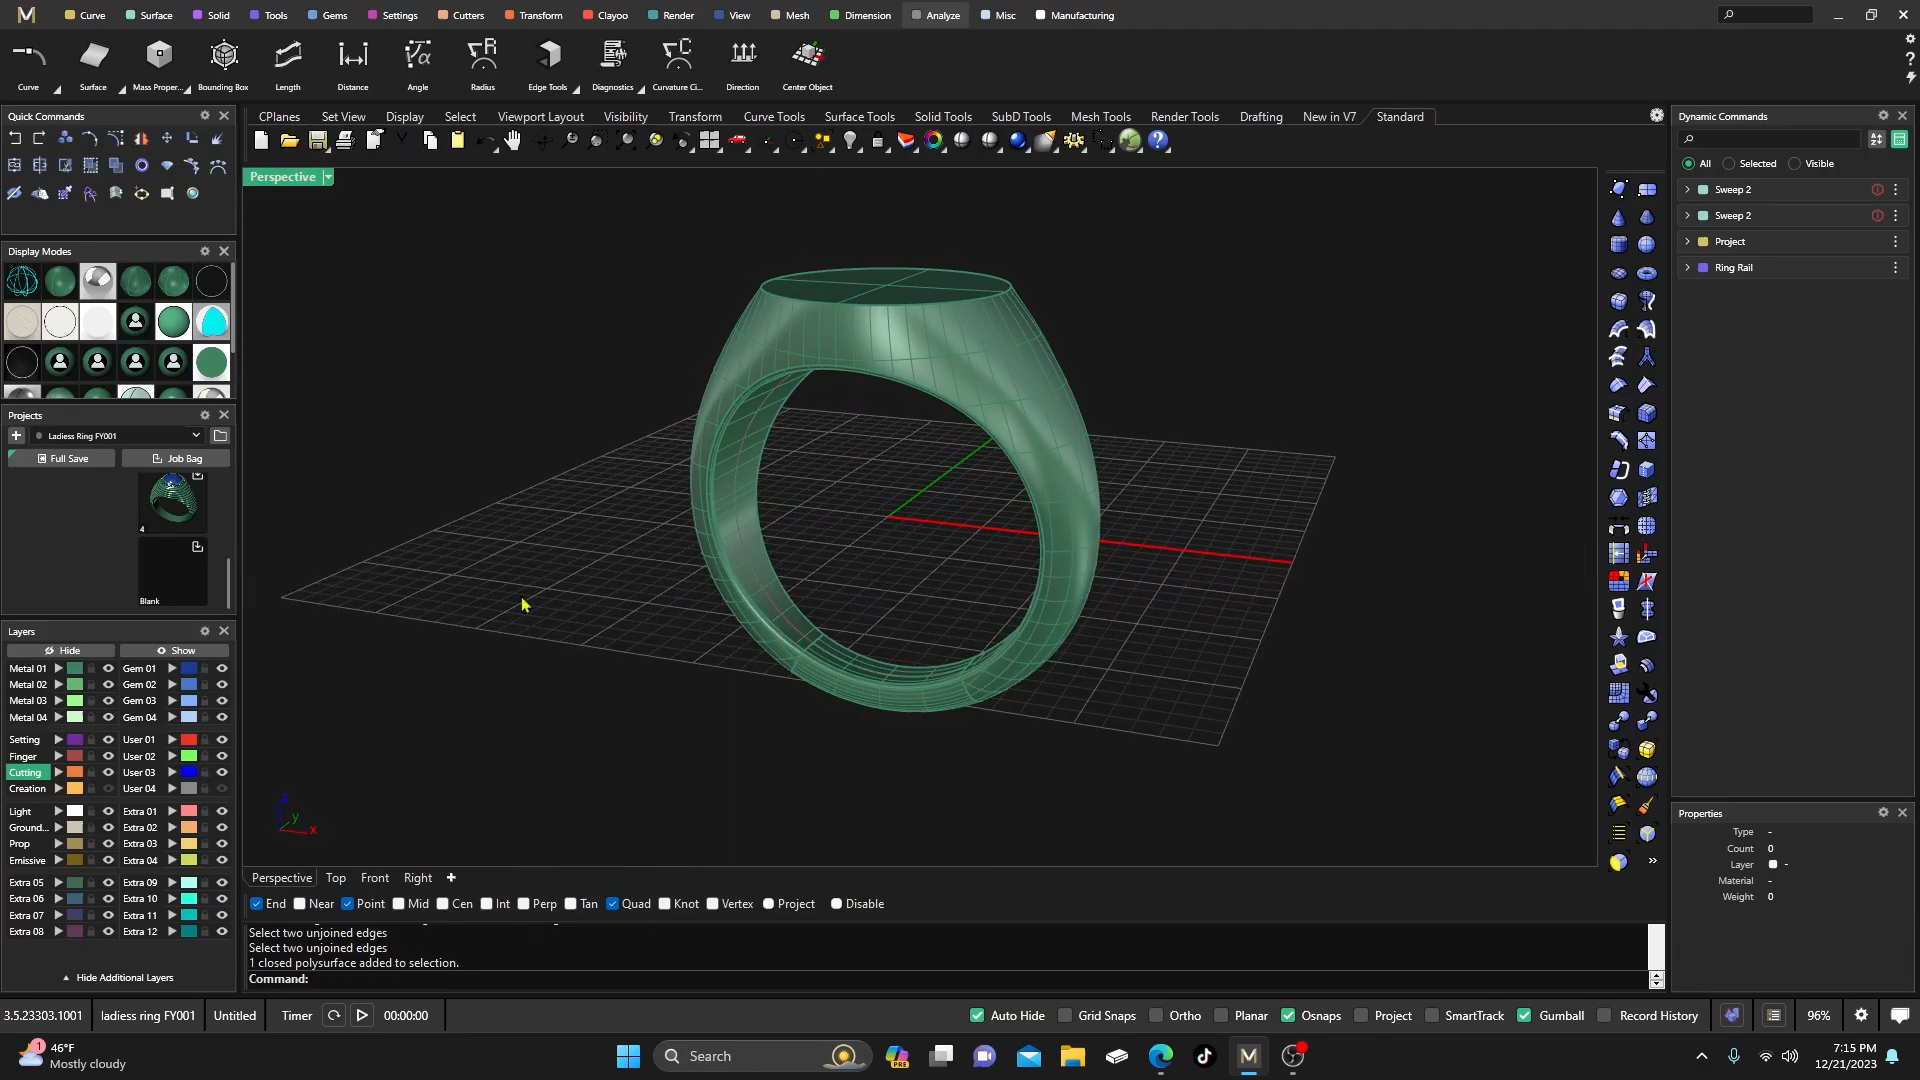 Curve Surface Solid Tools Gems Settings Cutters Transform Clayoo Render View Mesh Dimension Analyze Misc Manufacturing
Curve Surface Mass Proper... Bounding Box Length Distance Angle Radius Edge Tools Diagnostics Curvature Ci... Direction Center Object
Quick Commands
CPlanes Set View Display Select Viewport Layout Visibility Transform Curve Tools Surface Tools Solid Tools SubD Tools Mesh Tools Render Tools Drafting New in V7 Standard
Dynamic Commands
All Selected Visible
Sweep 2
Sweep 2
Project
Ring Rail
Perspective
Display Modes
Projects
Ladiess Ring FY001
Full Save Job Bag
4
Blank
Layers
Hide Show
Metal 01 Gem 01
Metal 02 Gem 02
Metal 03 Gem 03
Metal 04 Gem 04
Setting User 01
Finger User 02
Cutting User 03
Creation User 04
Light Extra 01
Ground... Extra 02
Prop Extra 03
Emissive Extra 04
Extra 05 Extra 09
Extra 06 Extra 10
Extra 07 Extra 11
Extra 08 Extra 12
Hide Additional Layers
z
y
x
Properties
Type -
Count 0
Layer -
Material -
Weight 0
Perspective Top Front Right
End Near Point Mid Cen Int Perp Tan Quad Knot Vertex Project Disable
Select two unjoined edges
Select two unjoined edges
1 closed polysurface added to selection.
Command:
3.5.23303.1001 ladiess ring FY001 Untitled Timer 00:00:00 Auto Hide Grid Snaps Ortho Planar Osnaps Project SmartTrack Gumball Record History 96%
1
46°F
Mostly cloudy
Search
PRE
7:15 PM
12/21/2023